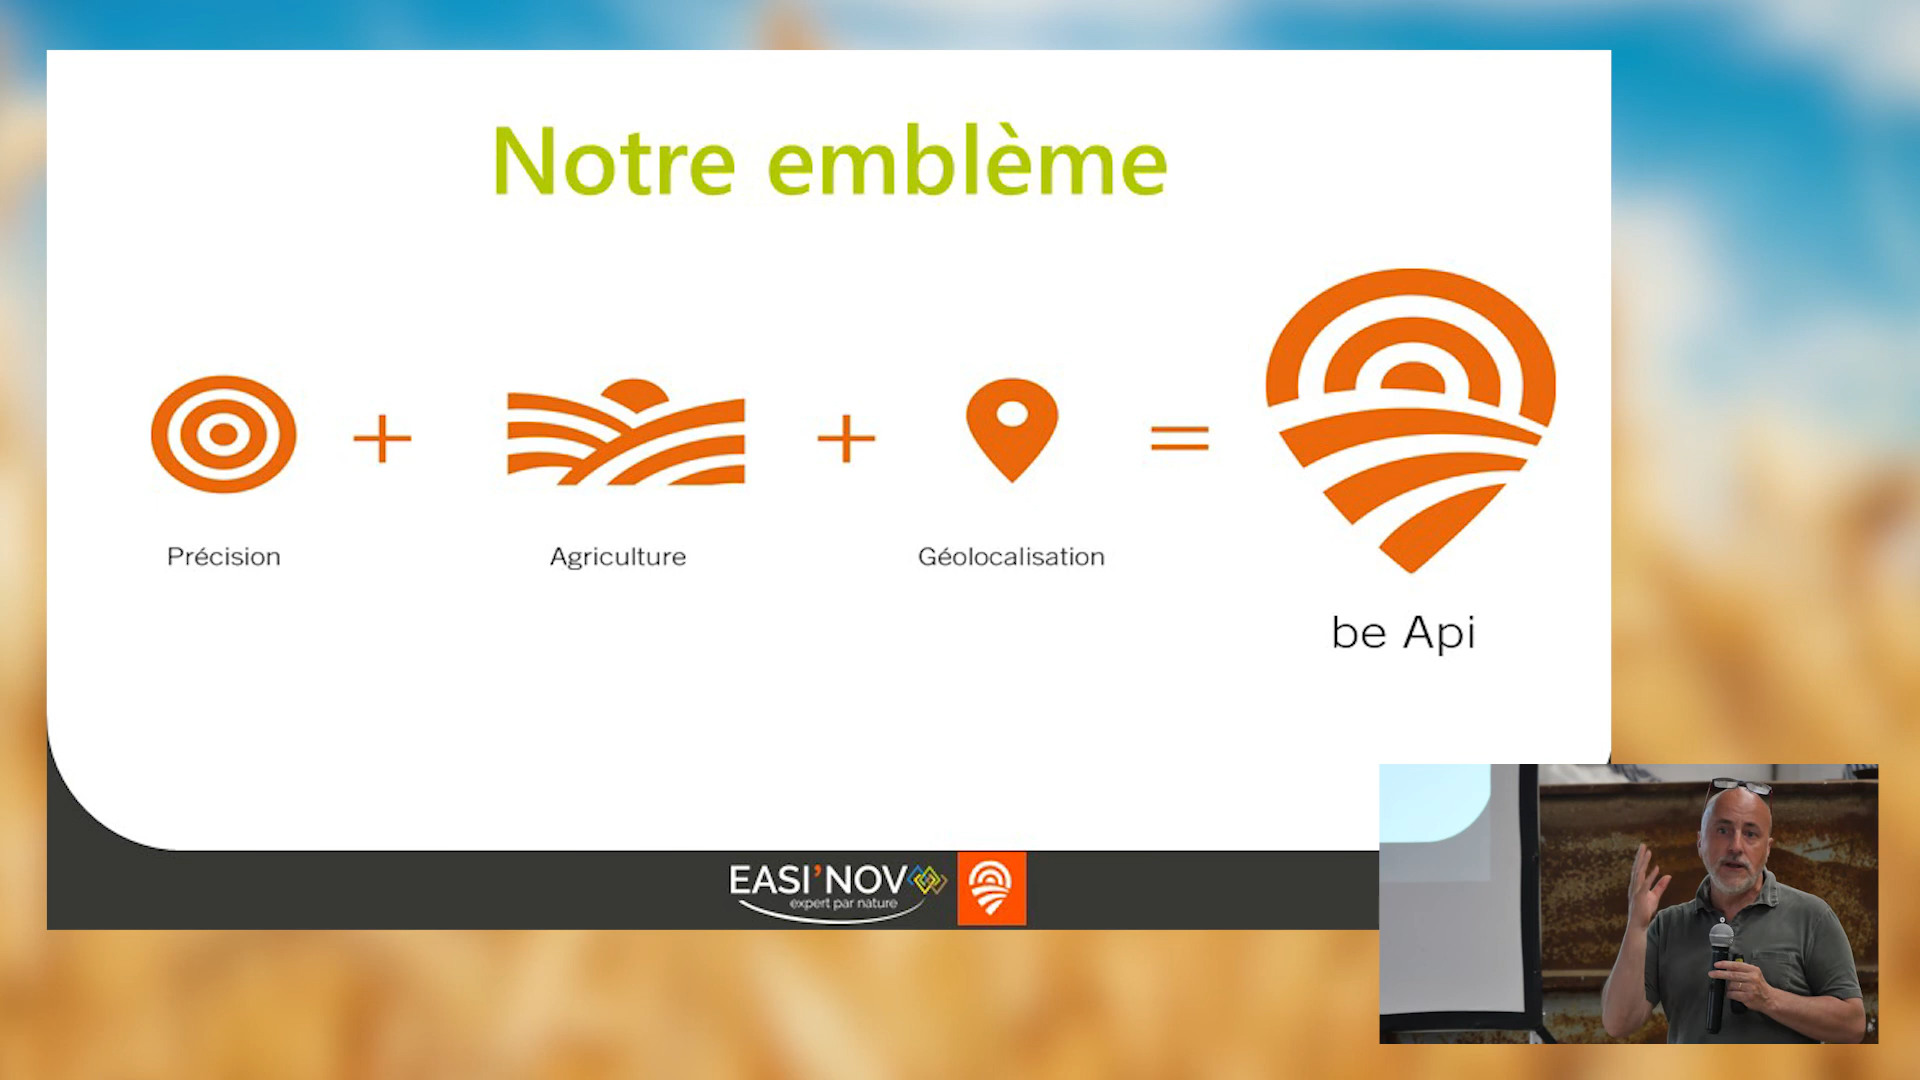 Notre emblème
+
+
=
Précision
Agriculture
Géolocalisation
be Api
EASI'NOV
expert par nature